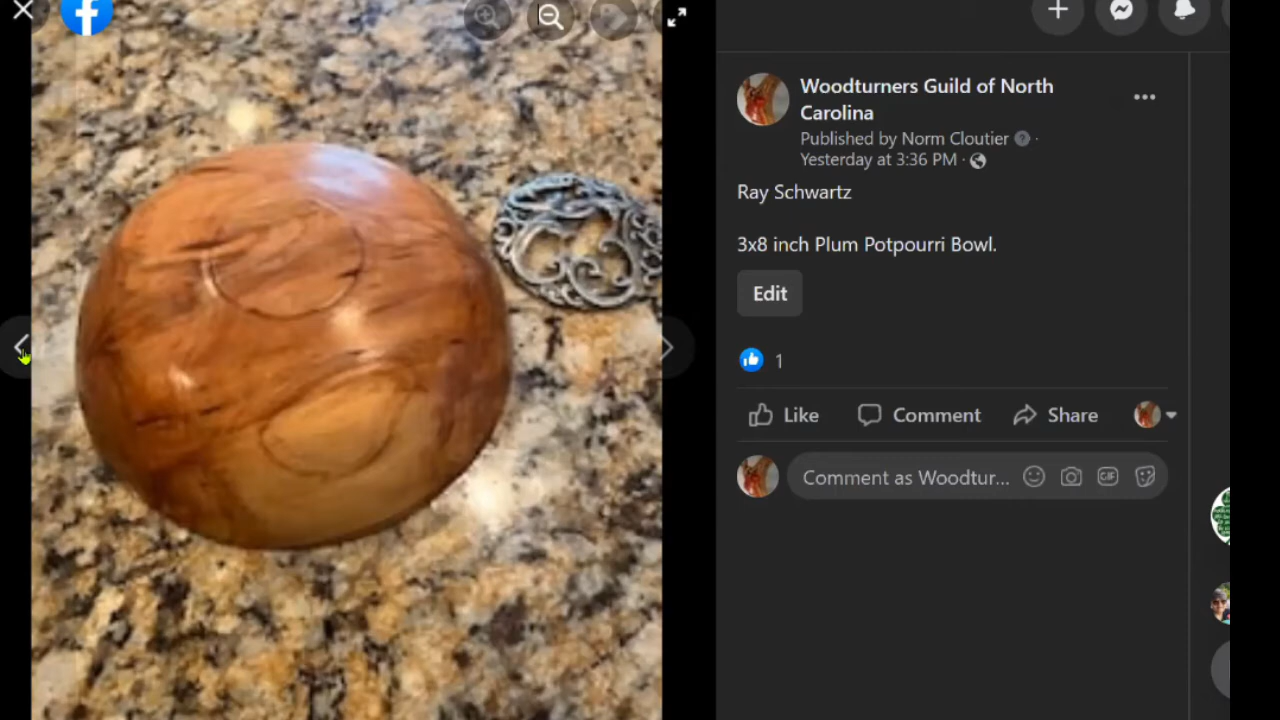 Woodturners Guild of North
Carolina
Published by Norm Cloutier
Yesterday at 3:36 PM ·
Ray Schwartz
3x8 inch Plum Potpourri Bowl.
Edit
1
Like Comment Share
Comment as Woodtur... GIF